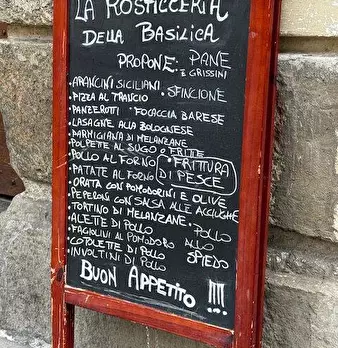 LA ROSTICCERIA
DELLA BASILICA
PROPONE: PANE
E GRISSINI
• ARANCINI SICILIANI • SFINCIONE
• PIZZA AL TRANCIO
• PANZEROTTI • FOCACCIA BARESE
• LASAGNE ALLA BOLOGNESE
• PARMIGIANA DI MELANZANE
• POLPETTE AL SUGO O FRITTE
• POLLO AL FORNO • FRITTURA
• PATATE AL FORNO DI PESCE
• ORATA CON POMODORINI E OLIVE
• PEPERONI CON SALSA ALLE ACCIUGHE
• TORTINO DI MELANZANE • POLLO
• ALETTE DI POLLO ALLO
• FAGIOLINI AL POMODORO SPIEDO
• COTOLETTE DI POLLO
• INVOLTINI DI POLLO
BUON APPETITO !!!!